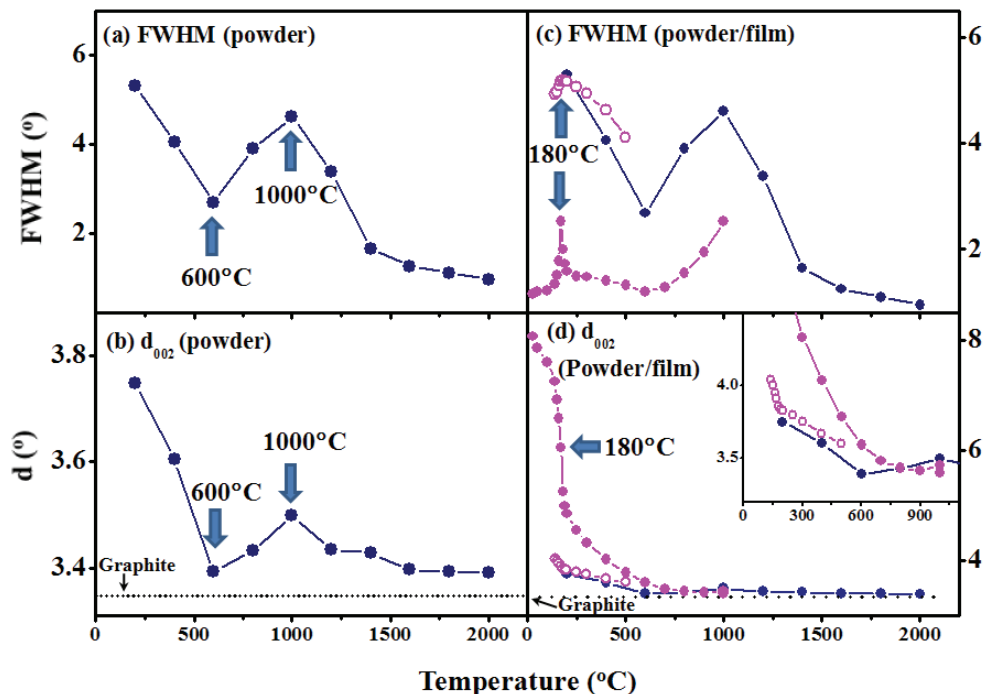 (a) FWHM (powder)
6
4
2
FWHM (º)
600°C
1000°C
(c) FWHM (powder/film)
6
4
2
180°C
(b) d002 (powder)
3.8
3.6
3.4
d (º)
600°C
1000°C
Graphite
0 500 1000 1500 2000
(d) d002
(Powder/film)
8
6
4
180°C
Graphite
4.0
3.5
3 300 600 900
0 500 1000 1500 2000
Temperature (ºC)